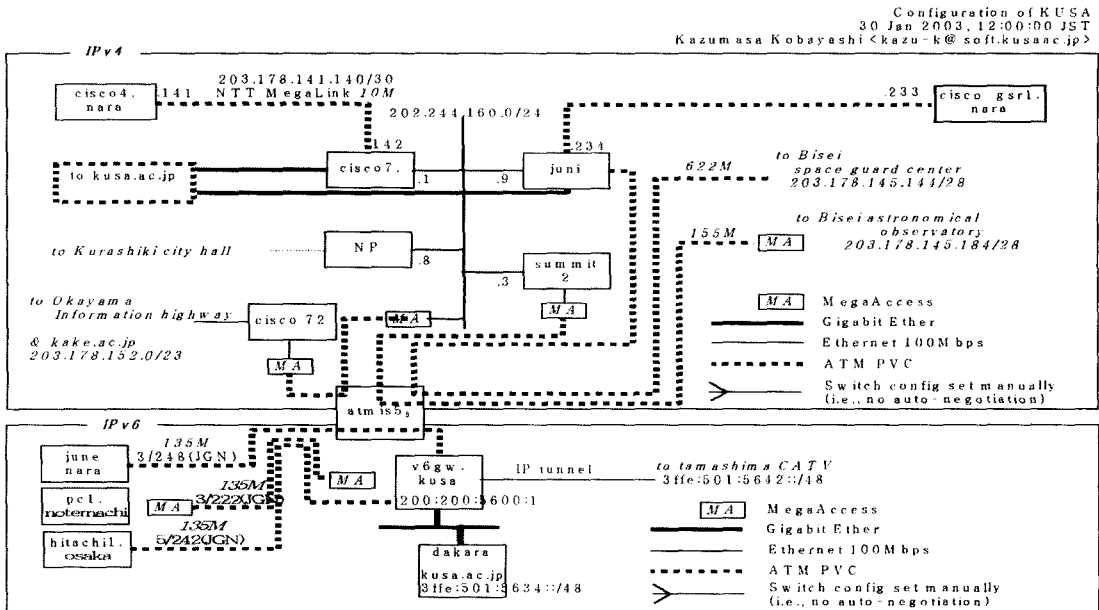 Configuration of KUSA
30 Jan 2003, 12:00:00 JST
Kazumasa Kobayashi <kazu-k@soft.kusaac.jp>
IPv4
cisco4.
nara
.141
203.178.141.140/30
NTT MegaLink 10M
202.244.160.0/24
.233
cisco gsr1.
nara
.142
.234
to kusa.ac.jp
cisco7.
.1
.9
juni
622M
to Bisei
space guard center
203.178.145.144/28
to Bisei astronomical
observatory
203.178.145.184/28
155M
MA
to Kurashiki city hall
NP
.8
.3
summit
2
MA
to Okayama
Information highway
& kake.ac.jp
203.178.152.0/23
cisco 72
MA
MA
MA MegaAccess
Gigabit Ether
Ethernet 100Mbps
ATM PVC
Switch config set manually
(i.e., no auto-negotiation)
atmis5s
IPv6
june
nara
135M
3/248(JGN)
pc1.
noternachi
MA
135M
3/222(JGN)
MA
hitachi1.
osaka
135M
5/242(JGN)
v6gw.
kusa
200:200:5600:1
IP tunnel
to tamashima CATV
3ffe:501:5642::/48
dakara
kusa.ac.jp
3ffe:501:5634::/48
MA MegaAccess
Gigabit Ether
Ethernet 100Mbps
ATM PVC
Switch config set manually
(i.e., no auto-negotiation)